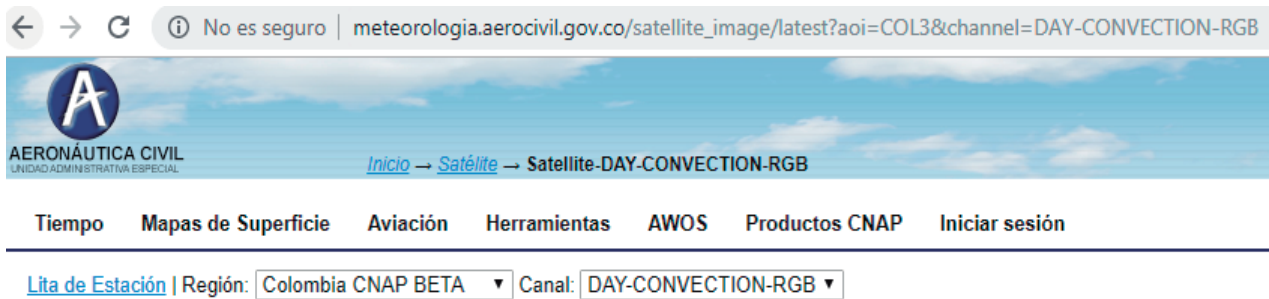 No es seguro | meteorologia.aerocivil.gov.co/satellite_image/latest?aoi=COL3&channel=DAY-CONVECTION-RGB
A
AERONÁUTICA CIVIL
UNIDAD ADMINISTRATIVA ESPECIAL
Inicio → Satélite → Satellite-DAY-CONVECTION-RGB
Tiempo Mapas de Superficie Aviación Herramientas AWOS Productos CNAP Iniciar sesión
Lita de Estación | Región: Colombia CNAP BETA Canal: DAY-CONVECTION-RGB